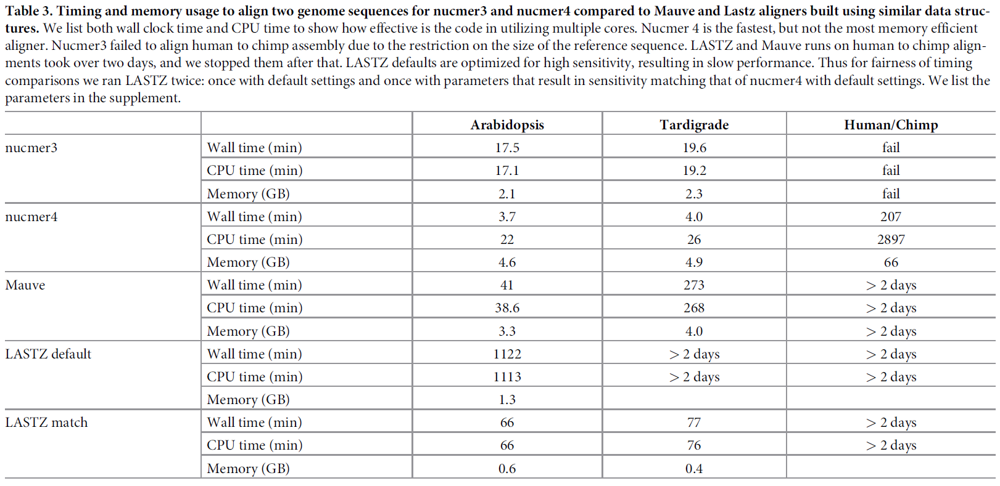 Table 3. Timing and memory usage to align two genome sequences for nucmer3 and nucmer4 compared to Mauve and Lastz aligners built using similar data struc-
tures. We list both wall clock time and CPU time to show how effective is the code in utilizing multiple cores. Nucmer 4 is the fastest, but not the most memory efficient
aligner. Nucmer3 failed to align human to chimp assembly due to the restriction on the size of the reference sequence. LASTZ and Mauve runs on human to chimp align-
ments took over two days, and we stopped them after that. LASTZ defaults are optimized for high sensitivity, resulting in slow performance. Thus for fairness of timing
comparisons we ran LASTZ twice: once with default settings and once with parameters that result in sensitivity matching that of nucmer4 with default settings. We list the
parameters in the supplement.
Arabidopsis Tardigrade Human/Chimp
nucmer3 Wall time (min) 17.5 19.6 fail
CPU time (min) 17.1 19.2 fail
Memory (GB) 2.1 2.3 fail
nucmer4 Wall time (min) 3.7 4.0 207
CPU time (min) 22 26 2897
Memory (GB) 4.6 4.9 66
Mauve Wall time (min) 41 273 > 2 days
CPU time (min) 38.6 268 > 2 days
Memory (GB) 3.3 4.0 > 2 days
LASTZ default Wall time (min) 1122 > 2 days > 2 days
CPU time (min) 1113 > 2 days > 2 days
Memory (GB) 1.3
LASTZ match Wall time (min) 66 77 > 2 days
CPU time (min) 66 76 > 2 days
Memory (GB) 0.6 0.4